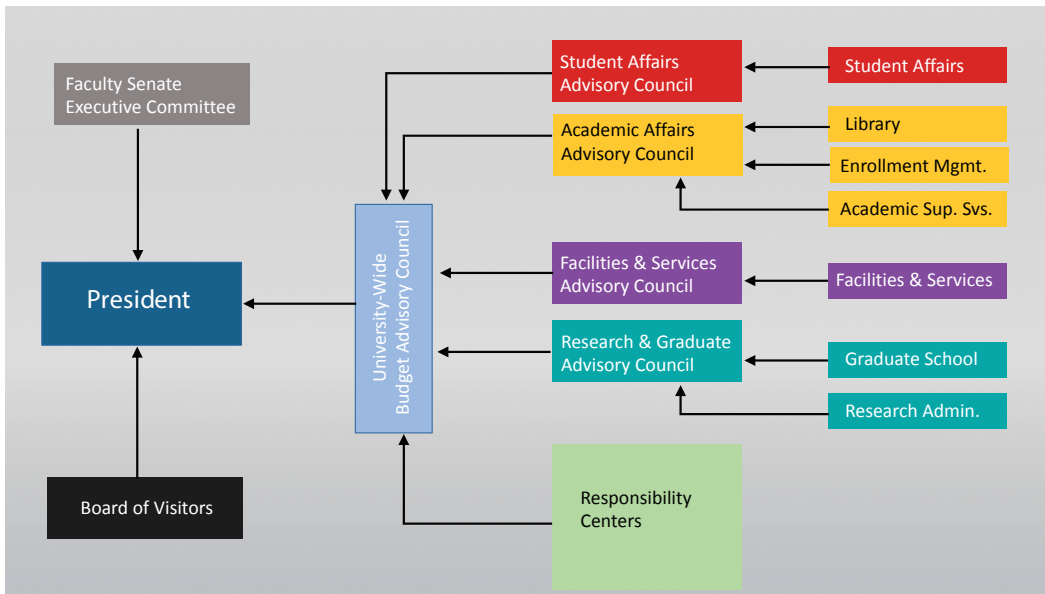 Faculty Senate
Executive Committee
President
Board of Visitors
University-Wide
Budget Advisory Council
Student Affairs
Advisory Council
Academic Affairs
Advisory Council
Facilities & Services
Advisory Council
Research & Graduate
Advisory Council
Responsibility
Centers
Student Affairs
Library
Enrollment Mgmt.
Academic Sup. Svs.
Facilities & Services
Graduate School
Research Admin.